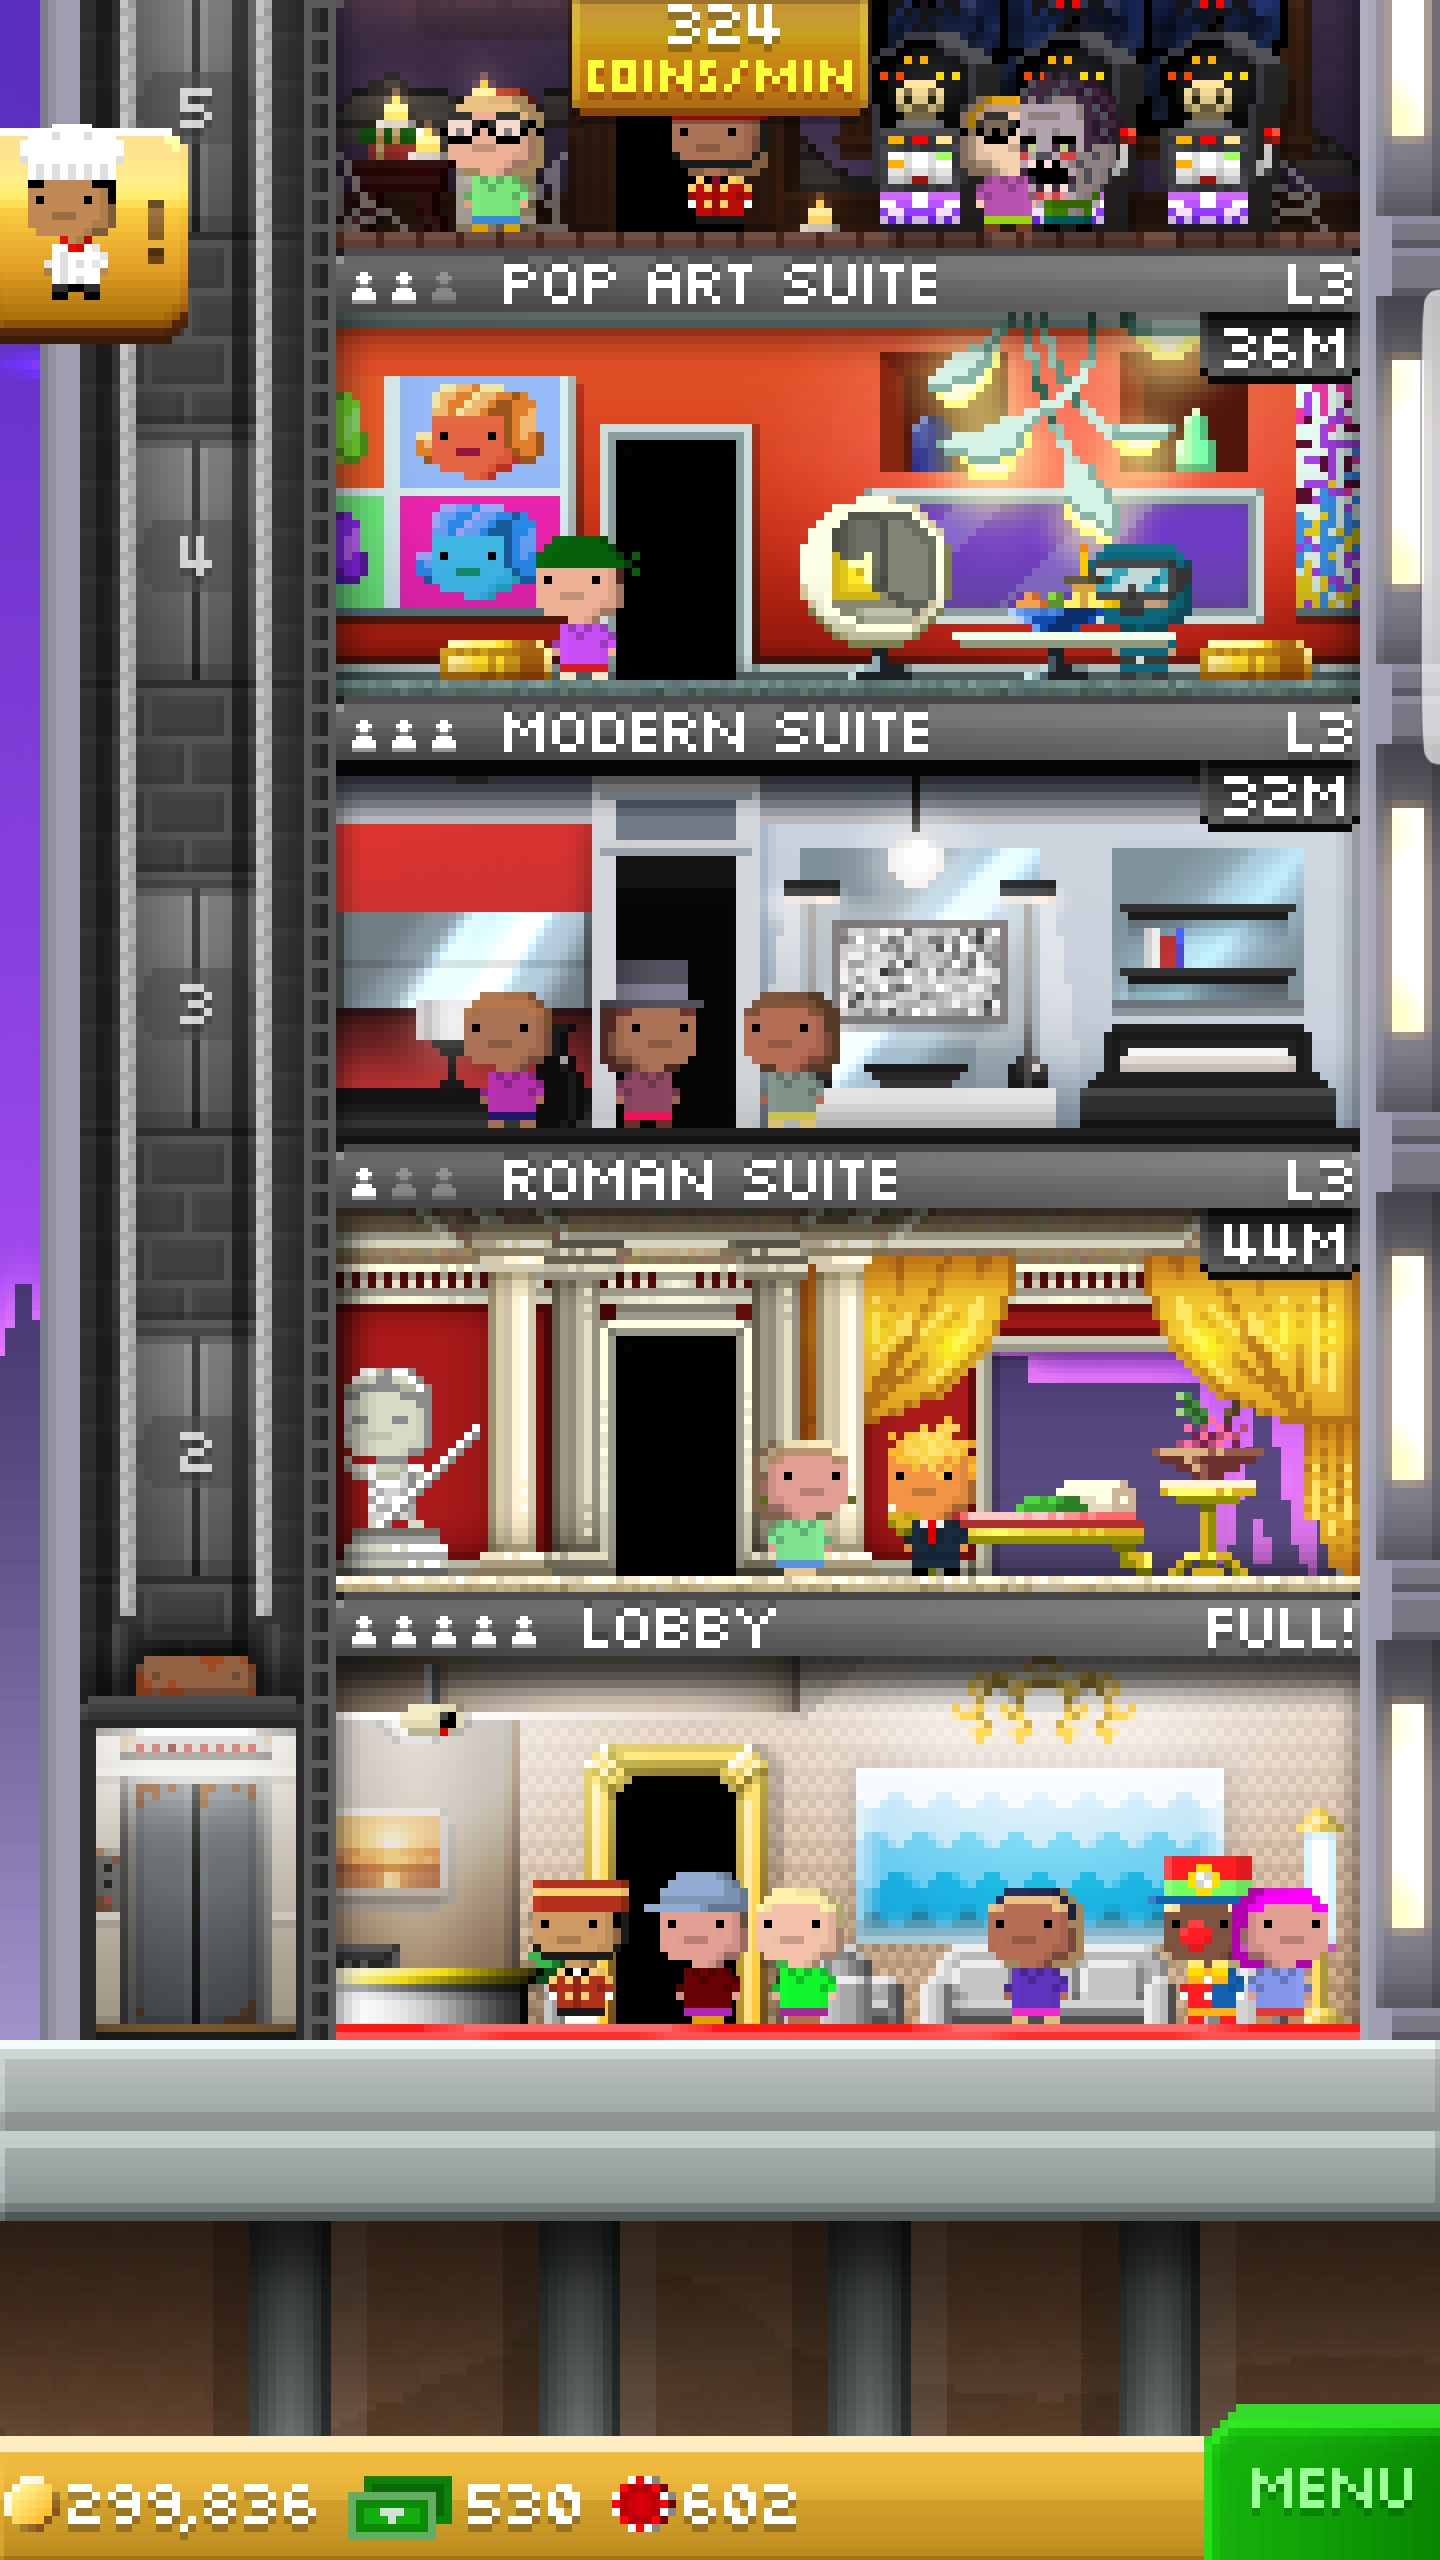 324
COINS/MIN
5
POP ART SUITE L3
36M
4
MODERN SUITE L3
32M
3
ROMAN SUITE L3
44M
2
LOBBY FULL!
299,836 530 602
MENU